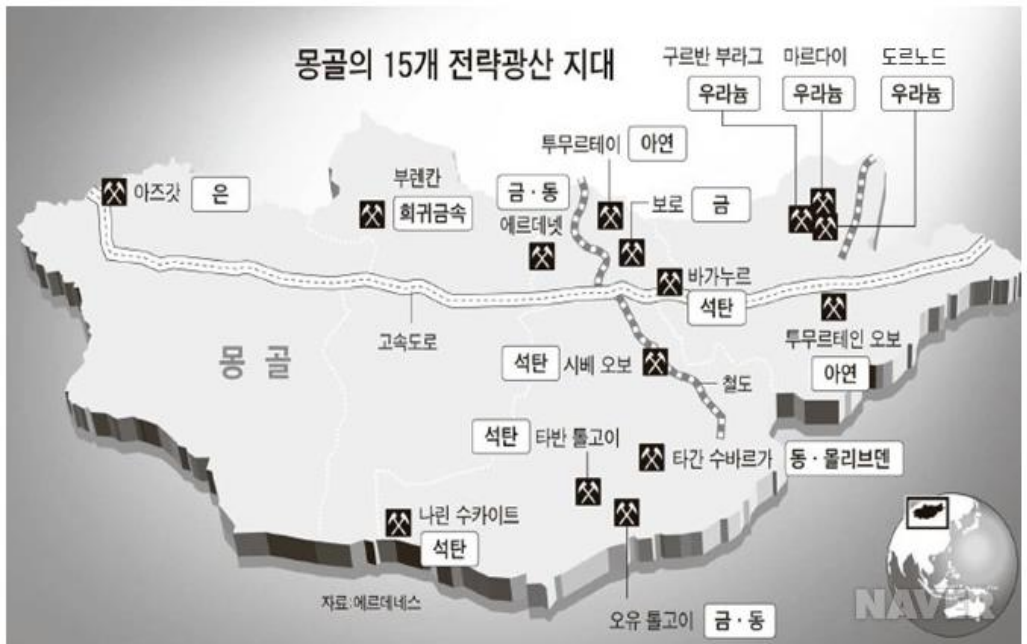 몽골의 15개 전략광산 지대
구르반 부라그
우라늄
마르다이
우라늄
도르노드
우라늄
투무르테이 아연
아즈갓 은
부렌칸
희귀금속
금·동
에르데넷
보로 금
바가누르
석탄
고속도로
투무르테인 오보
아연
몽골
석탄 시베 오보
철도
석탄 타반 톨고이
타간 수바르가 동·몰리브덴
나린 수카이트
석탄
자료:에르데네스
오유 톨고이 금·동
NAVER